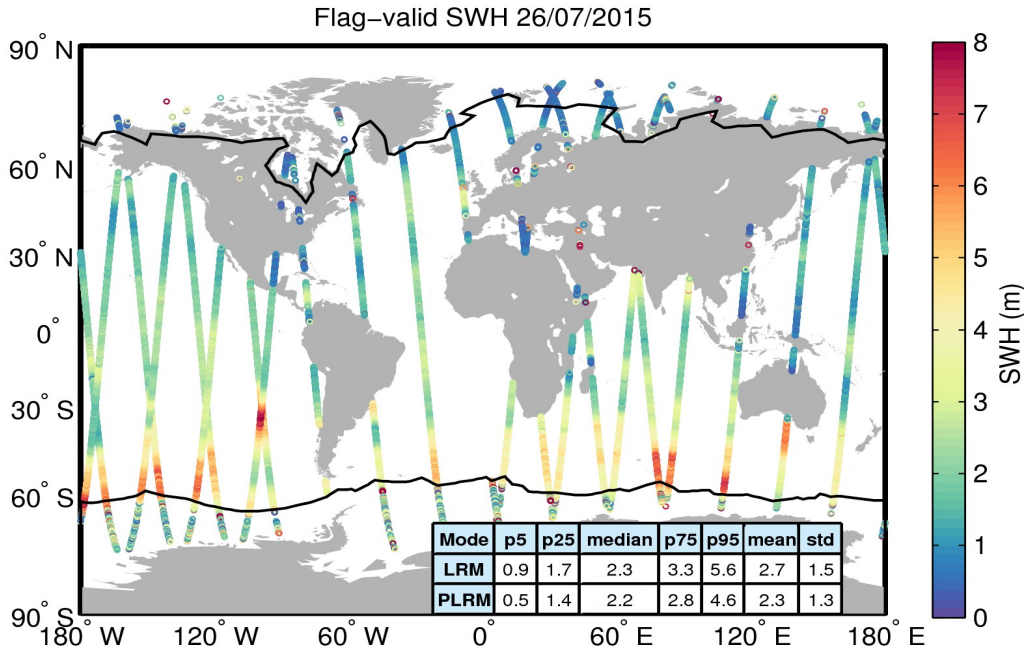 Flag−valid SWH 26/07/2015
90° N
60° N
30° N
0°
30° S
60° S
90° S
180° W
120° W
60° W
0°
60° E
120° E
180° E
8
7
6
5
4
3
2
1
0
SWH (m)
Mode p5 p25 median p75 p95 mean std
LRM 0.9 1.7 2.3 3.3 5.6 2.7 1.5
PLRM 0.5 1.4 2.2 2.8 4.6 2.3 1.3